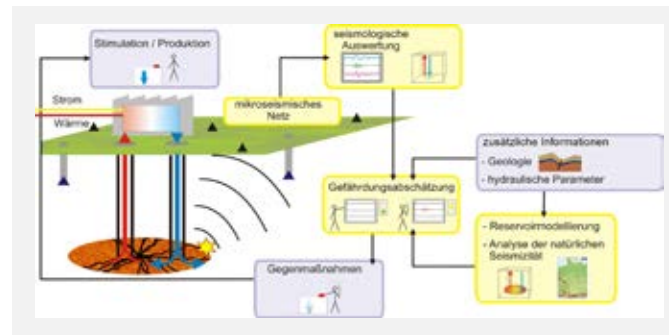 Stimulation / Produktion
seismologische
Auswertung
Strom
Wärme
mikroseismisches
Netz
zusätzliche Informationen
- Geologie
- hydraulische Parameter
Gefährdungsabschätzung
- Reservoirmodellierung
- Analyse der natürlichen
Seismizität
Gegenmaßnahmen